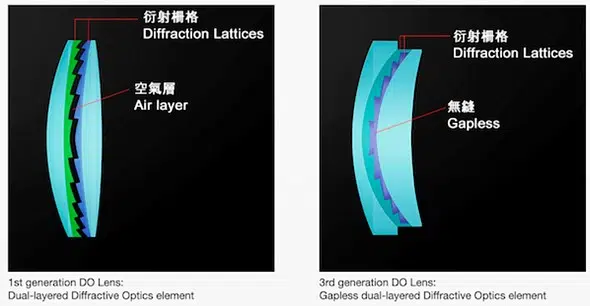 衍射柵格
Diffraction Lattices
空氣層
Air layer
1st generation DO Lens:
Dual-layered Diffractive Optics element
衍射柵格
Diffraction Lattices
無縫
Gapless
3rd generation DO Lens:
Gapless dual-layered Diffractive Optics element